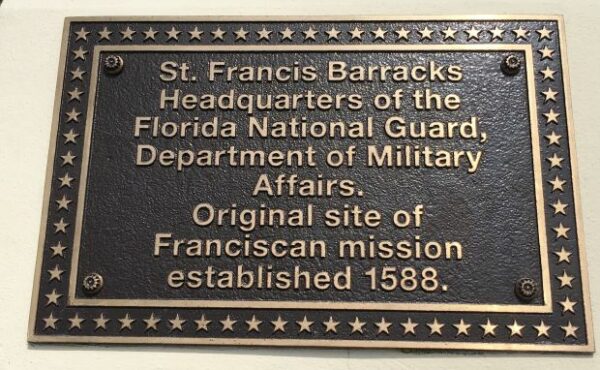 St. Francis Barracks
Headquarters of the
Florida National Guard,
Department of Military
Affairs.
Original site of
Franciscan mission
established 1588.